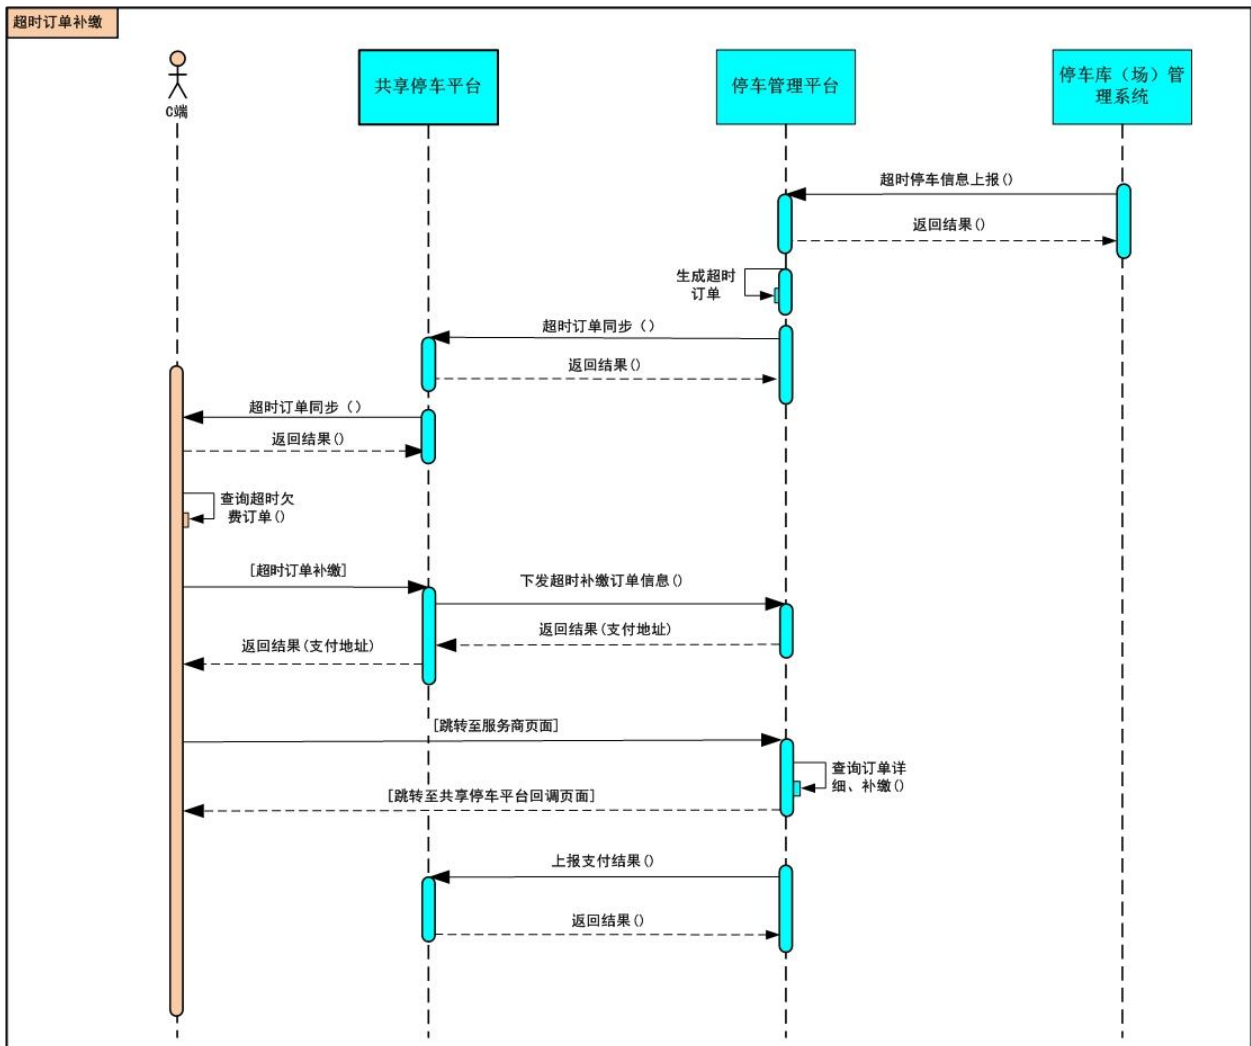 超时订单补缴
C端
共享停车平台
停车管理平台
停车库（场）管
理系统
超时停车信息上报()
返回结果()
生成超时
订单
超时订单同步（）
返回结果()
超时订单同步（）
返回结果()
查询超时欠
费订单()
[超时订单补缴]
下发超时补缴订单信息()
返回结果(支付地址)
返回结果(支付地址)
[跳转至服务商页面]
查询订单详
细、补缴()
[跳转至共享停车平台回调页面]
上报支付结果()
返回结果()